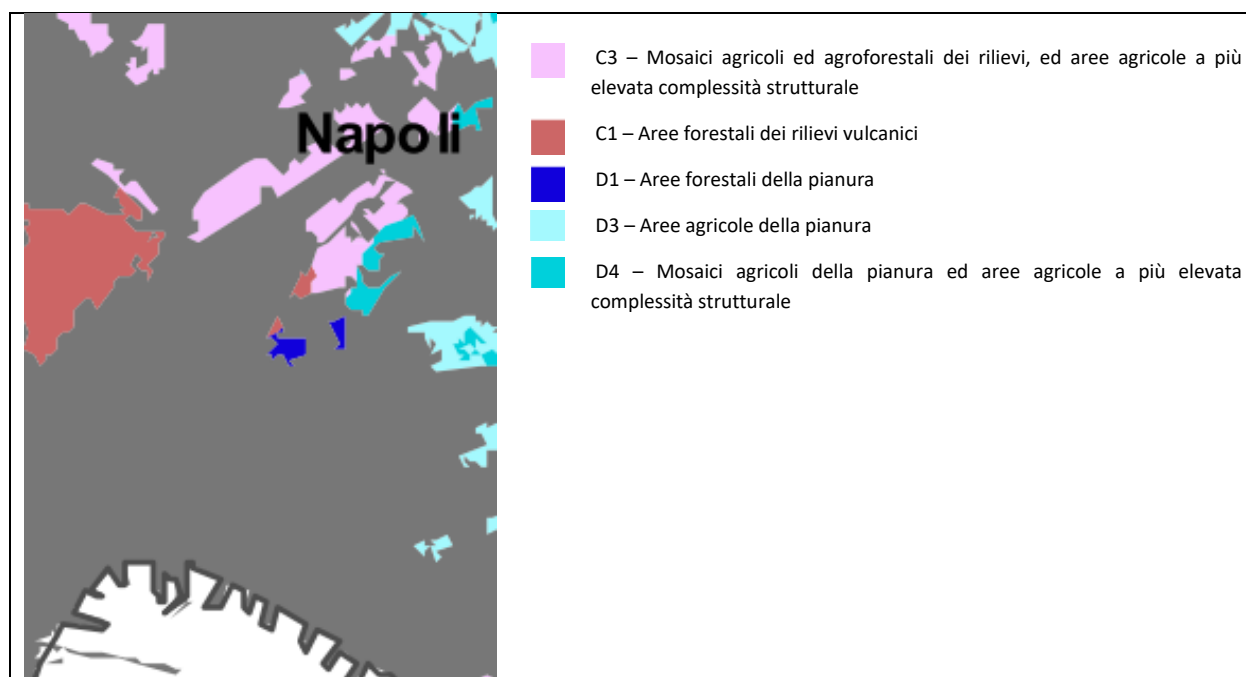 Napoli
C3 – Mosaici agricoli ed agroforestali dei rilievi, ed aree agricole a più
elevata complessità strutturale
C1 – Aree forestali dei rilievi vulcanici
D1 – Aree forestali della pianura
D3 – Aree agricole della pianura
D4 – Mosaici agricoli della pianura ed aree agricole a più elevata
complessità strutturale